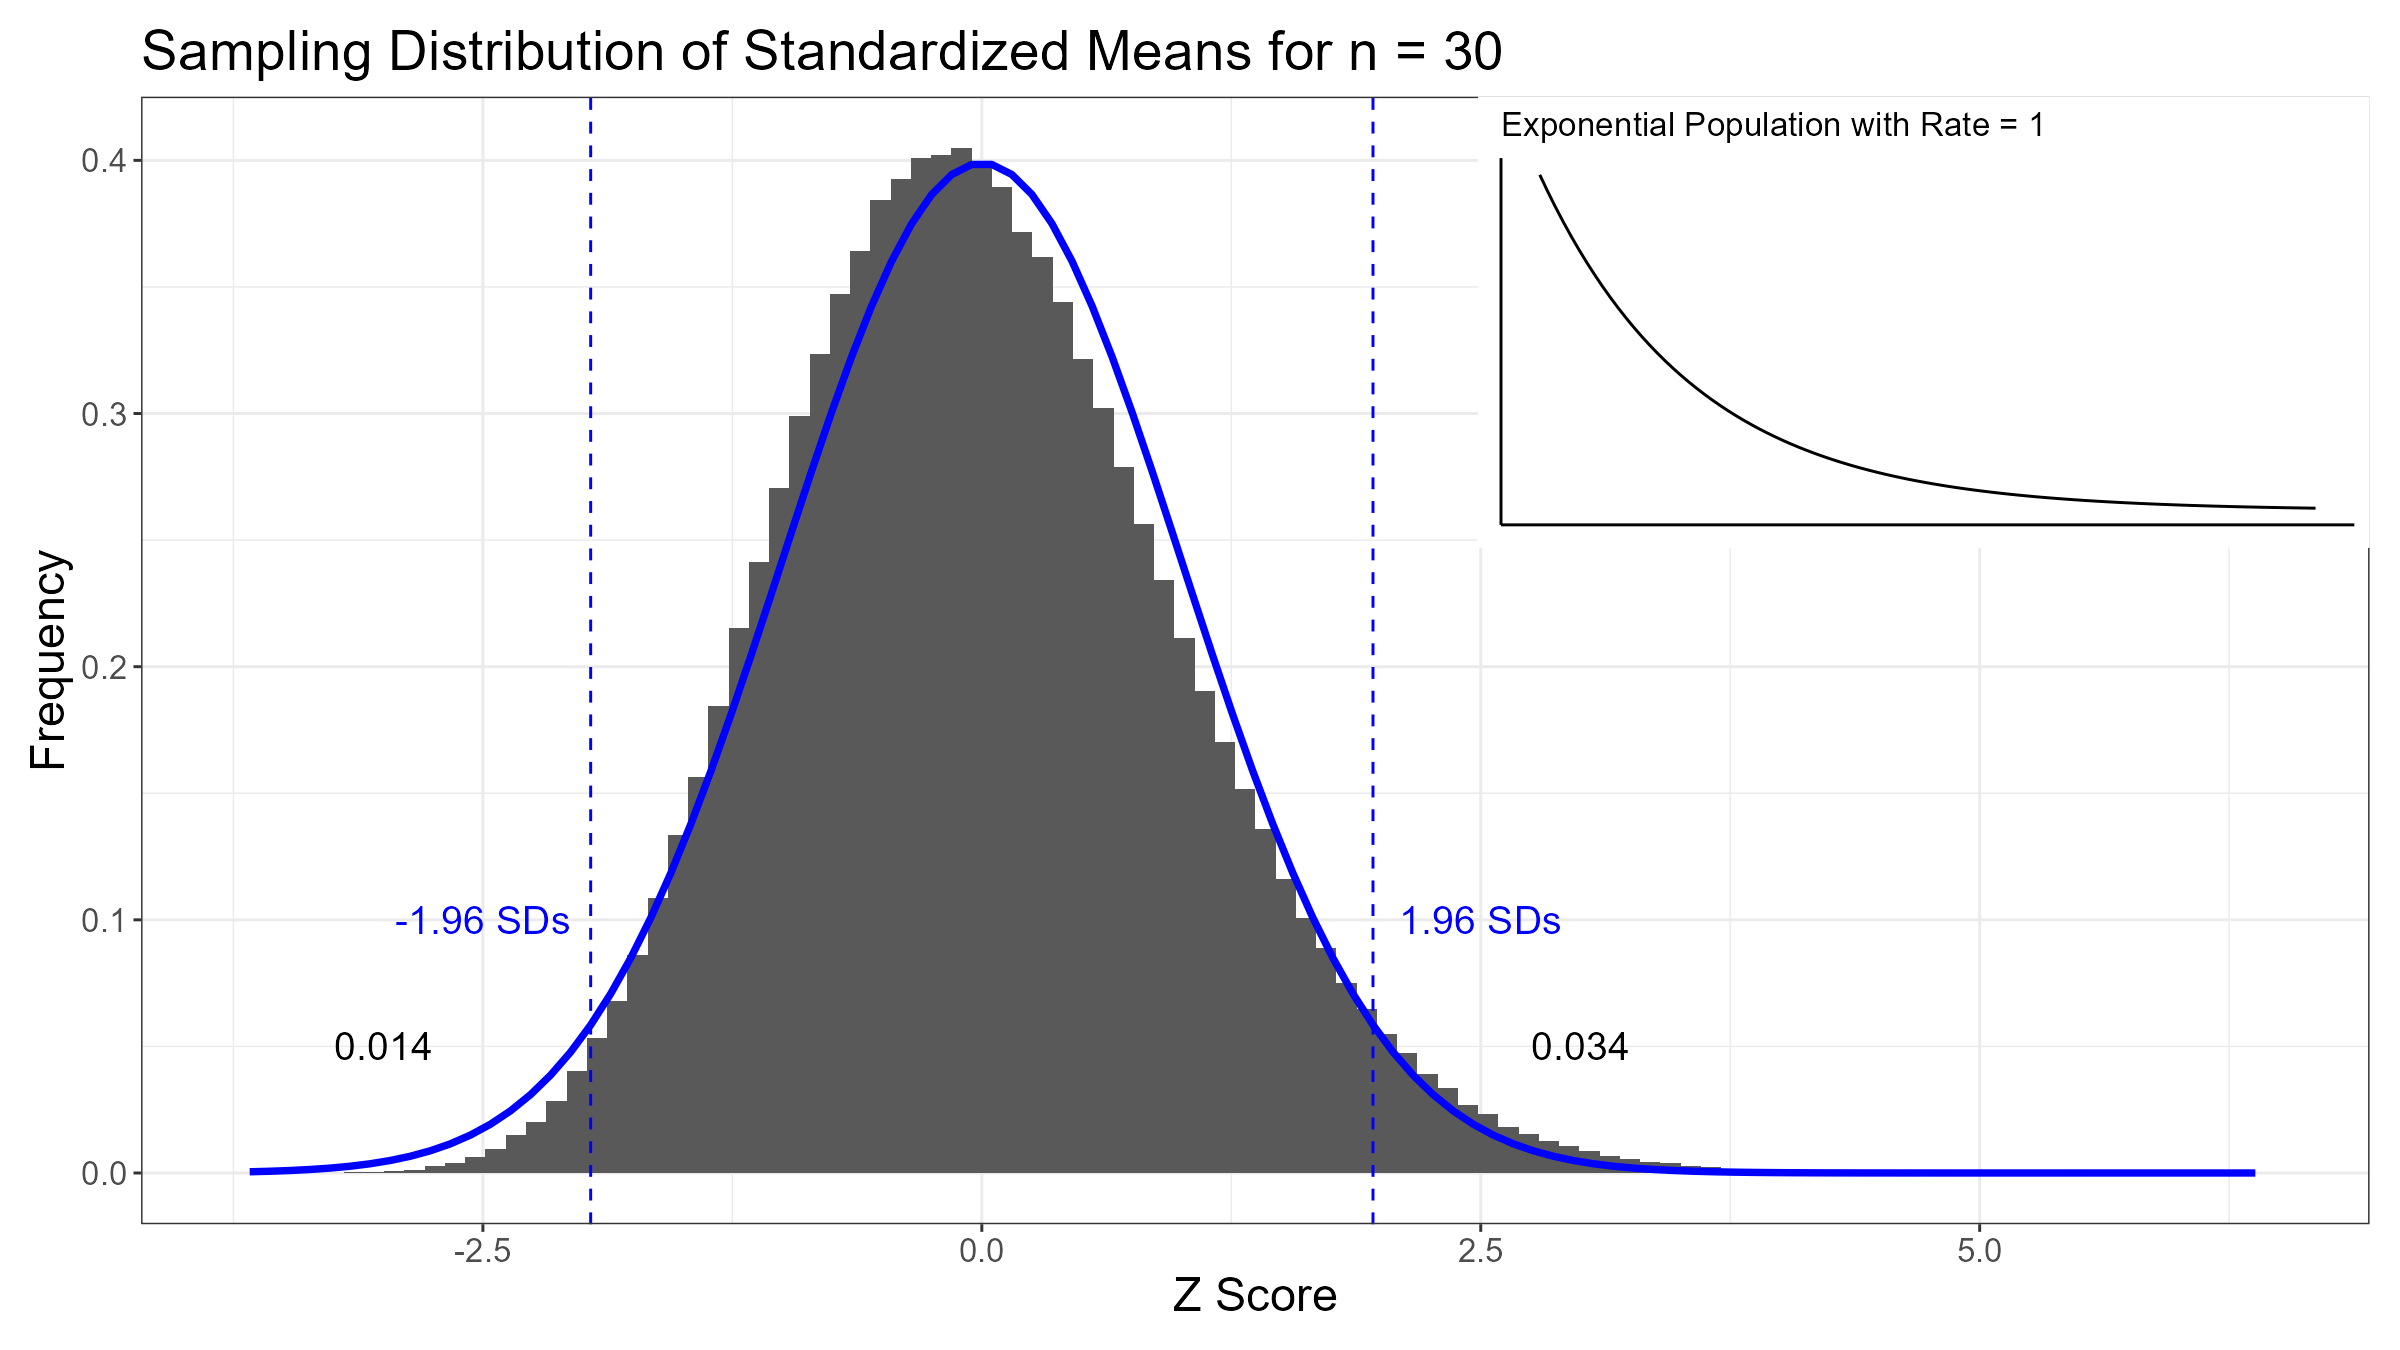 Sampling Distribution of Standardized Means for n = 30
Exponential Population with Rate = 1
0.4
0.3
0.2
0.1
0.0
Frequency
-1.96 SDs
1.96 SDs
0.014
0.034
-2.5
0.0
2.5
5.0
Z Score